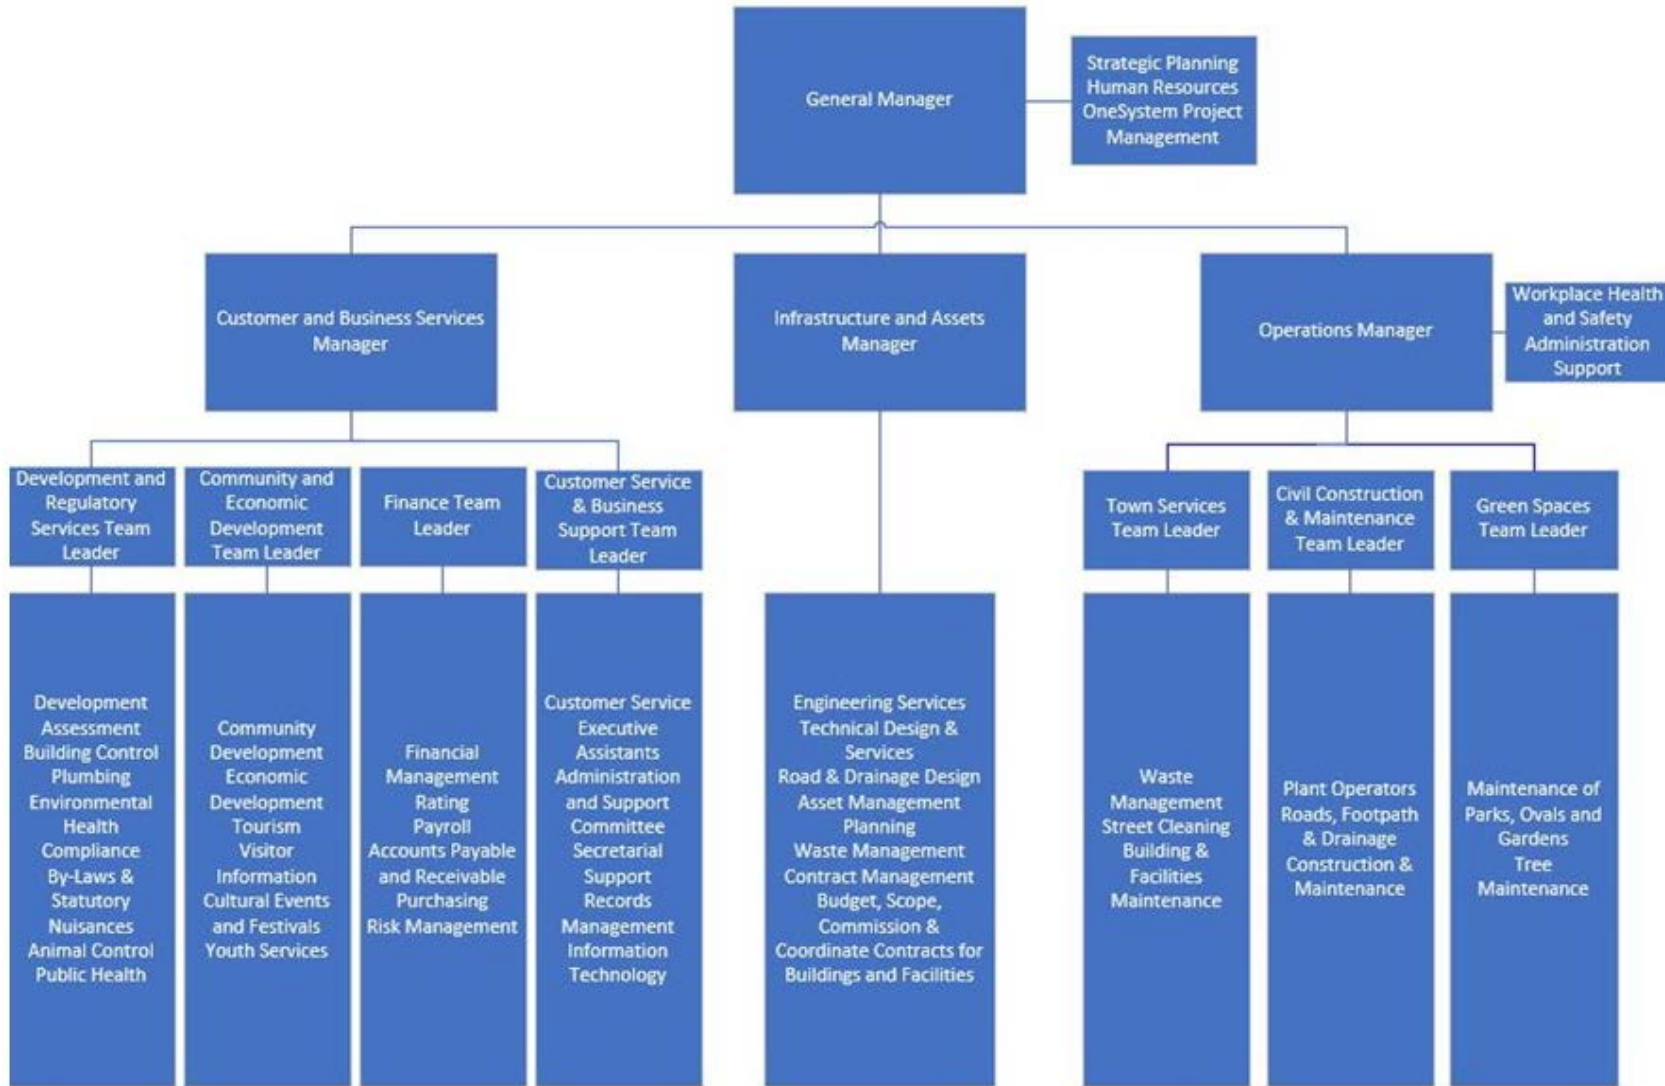 General Manager
Strategic Planning
Human Resources
OneSystem Project
Management
Customer and Business Services
Manager
Infrastructure and Assets
Manager
Operations Manager
Workplace Health
and Safety
Administration
Support
Development and
Regulatory
Services Team
Leader
Community and
Economic
Development
Team Leader
Finance Team
Leader
Customer Service
& Business
Support Team
Leader
Town Services
Team Leader
Civil Construction
& Maintenance
Team Leader
Green Spaces
Team Leader
Development
Assessment
Building Control
Plumbing
Environmental
Health
Compliance
By-Laws &
Statutory
Nuisances
Animal Control
Public Health
Community
Development
Economic
Development
Tourism
Visitor
Information
Cultural Events
and Festivals
Youth Services
Financial
Management
Rating
Payroll
Accounts Payable
and Receivable
Purchasing
Risk Management
Customer Service
Executive
Assistants
Administration
and Support
Committee
Secretarial
Support
Records
Management
Information
Technology
Engineering Services
Technical Design &
Services
Road & Drainage Design
Asset Management
Planning
Waste Management
Contract Management
Budget, Scope,
Commission &
Coordinate Contracts for
Buildings and Facilities
Waste
Management
Street Cleaning
Building &
Facilities
Maintenance
Plant Operators
Roads, Footpath
& Drainage
Construction &
Maintenance
Maintenance of
Parks, Ovals and
Gardens
Tree
Maintenance